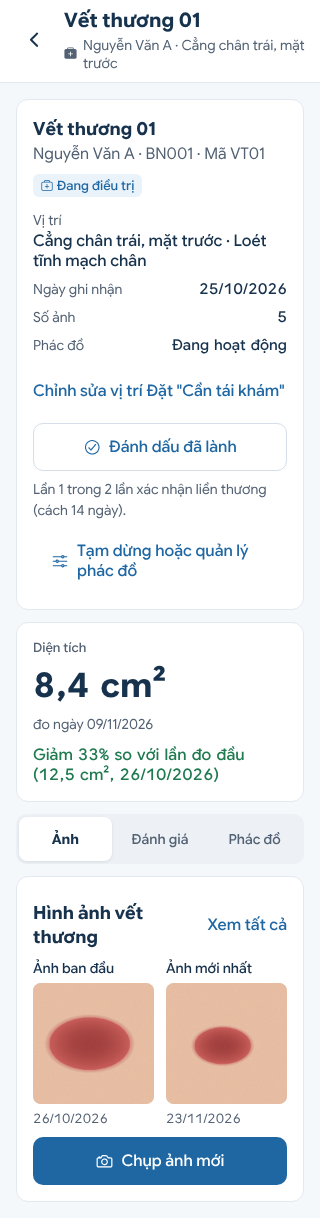 Vết thương 01
Nguyễn Văn A · Cẳng chân trái, mặt
trước
Vết thương 01
Nguyễn Văn A · BN001 · Mã VT01
Đang điều trị
Vị trí
Cẳng chân trái, mặt trước · Loét
tĩnh mạch chân
Ngày ghi nhận 25/10/2026
Số ảnh 5
Phác đồ Đang hoạt động
Chỉnh sửa vị trí Đặt "Cần tái khám"
Đánh dấu đã lành
Lần 1 trong 2 lần xác nhận liền thương
(cách 14 ngày).
Tạm dừng hoặc quản lý
phác đồ
Diện tích
8,4 cm²
đo ngày 09/11/2026
Giảm 33% so với lần đo đầu
(12,5 cm², 26/10/2026)
Ảnh Đánh giá Phác đồ
Hình ảnh vết
thương
Xem tất cả
Ảnh ban đầu Ảnh mới nhất
26/10/2026 23/11/2026
Chụp ảnh mới